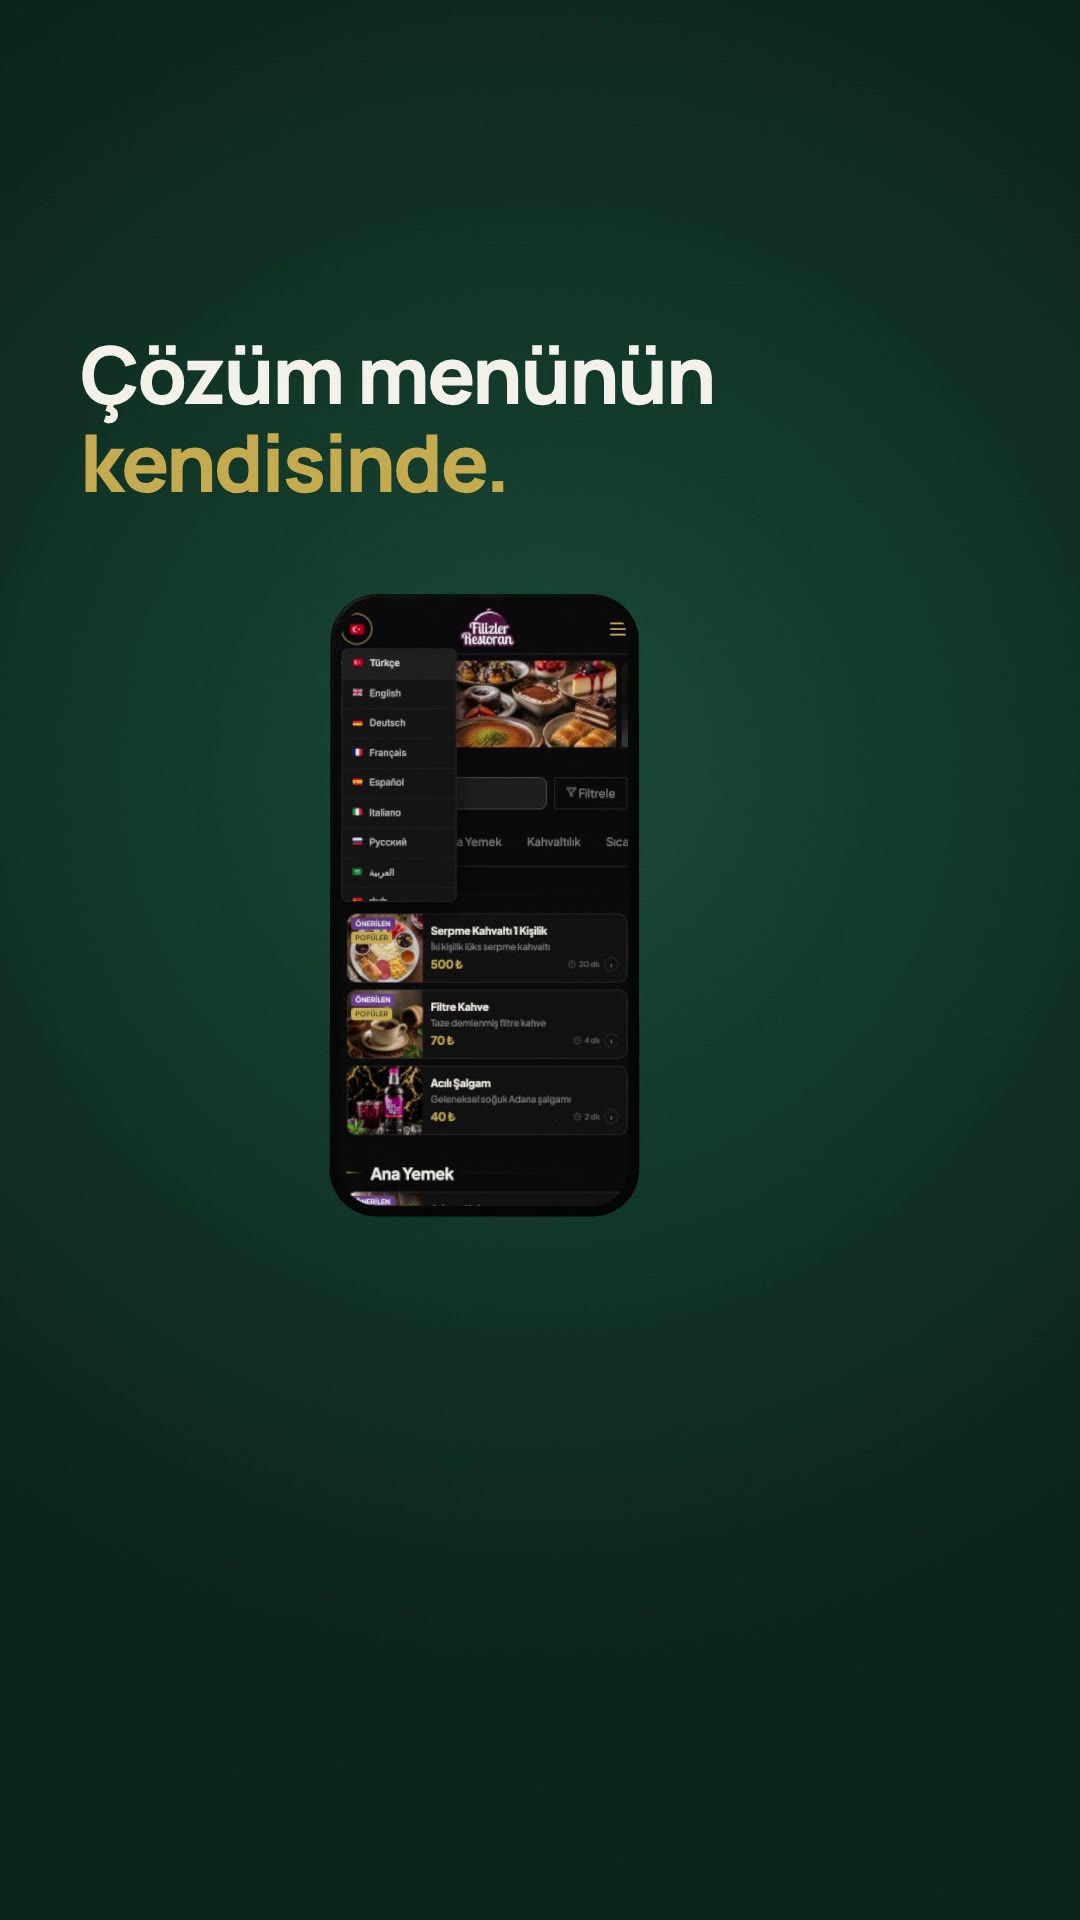 Çözüm menünün
kendisinde.
Filizler
Restoran
Türkçe
English
Deutsch
Français
Español
Italiano
Русский
العربية
Filtrele
a Yemek Kahvaltılık Sıca
ÖNERİLEN
POPÜLER
Serpme Kahvaltı 1 Kişilik
İki kişilik lüks serpme kahvaltı
500 ₺
20 dk
ÖNERİLEN
POPÜLER
Filtre Kahve
Taze demlenmiş filtre kahve
70 ₺
4 dk
Acılı Şalgam
Geleneksel soğuk Adana şalgamı
40 ₺
2 dk
Ana Yemek
ÖNERİLEN